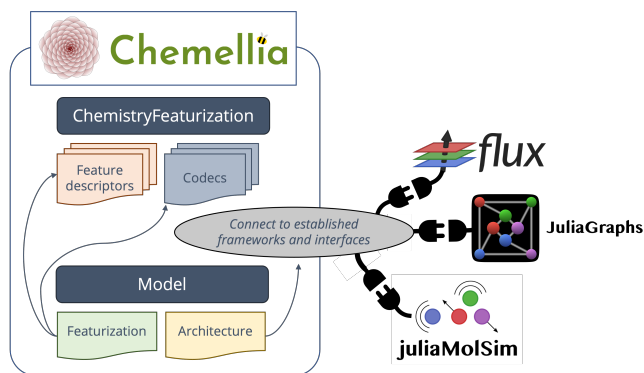 Chemellia
ChemistryFeaturization
Feature
descriptors
Codecs
Connect to established
frameworks and interfaces
Model
Featurization
Architecture
flux
JuliaGraphs
juliaMolSim